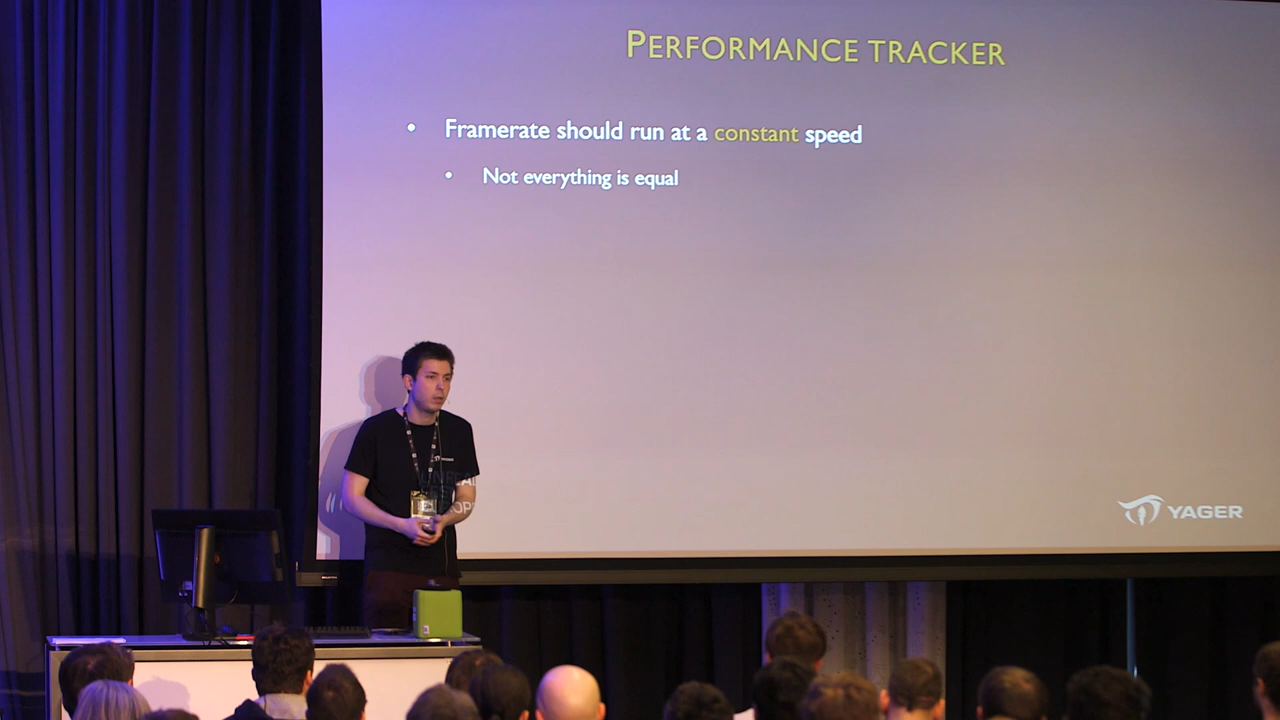 PERFORMANCE TRACKER
• Framerate should run at a constant speed
• Not everything is equal
YAGER